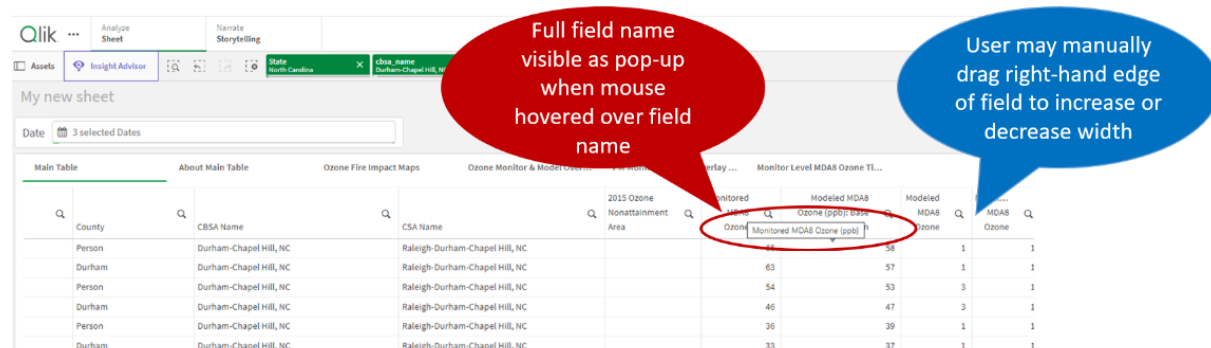 Qlik
Analyze
Sheet
Narrate
Storytelling
Assets
Insight Advisor
State
North Carolina
cbsa_name
Durham-Chapel Hill, N
My new sheet
Date 3 selected Dates
Main Table
About Main Table
Ozone Fire Impact Maps
Ozone Monitor & Model Over...
erlay ...
Monitor Level MDA8 Ozone Ti...
County
CBSA Name
CSA Name
2015 Ozone
Nonattainment
Area
onitored
MDA8
Ozone
Modeled MDA8
Ozone (ppb): Base
Modeled
MDA8
Ozone
MDA8
Ozone
Monitored MDA8 Ozone (ppb)
Person Durham-Chapel Hill, NC Raleigh-Durham-Chapel Hill, NC 58 1 1
Durham Durham-Chapel Hill, NC Raleigh-Durham-Chapel Hill, NC 63 57 1 1
Person Durham-Chapel Hill, NC Raleigh-Durham-Chapel Hill, NC 54 53 3 1
Durham Durham-Chapel Hill, NC Raleigh-Durham-Chapel Hill, NC 46 47 3 1
Person Durham-Chapel Hill, NC Raleigh-Durham-Chapel Hill, NC 36 39 1 1
Durham Durham-Chapel Hill, NC Raleigh-Durham-Chapel Hill, NC 33 37 1 1
Full field name
visible as pop-up
when mouse
hovered over field
name
User may manually
drag right-hand edge
of field to increase or
decrease width